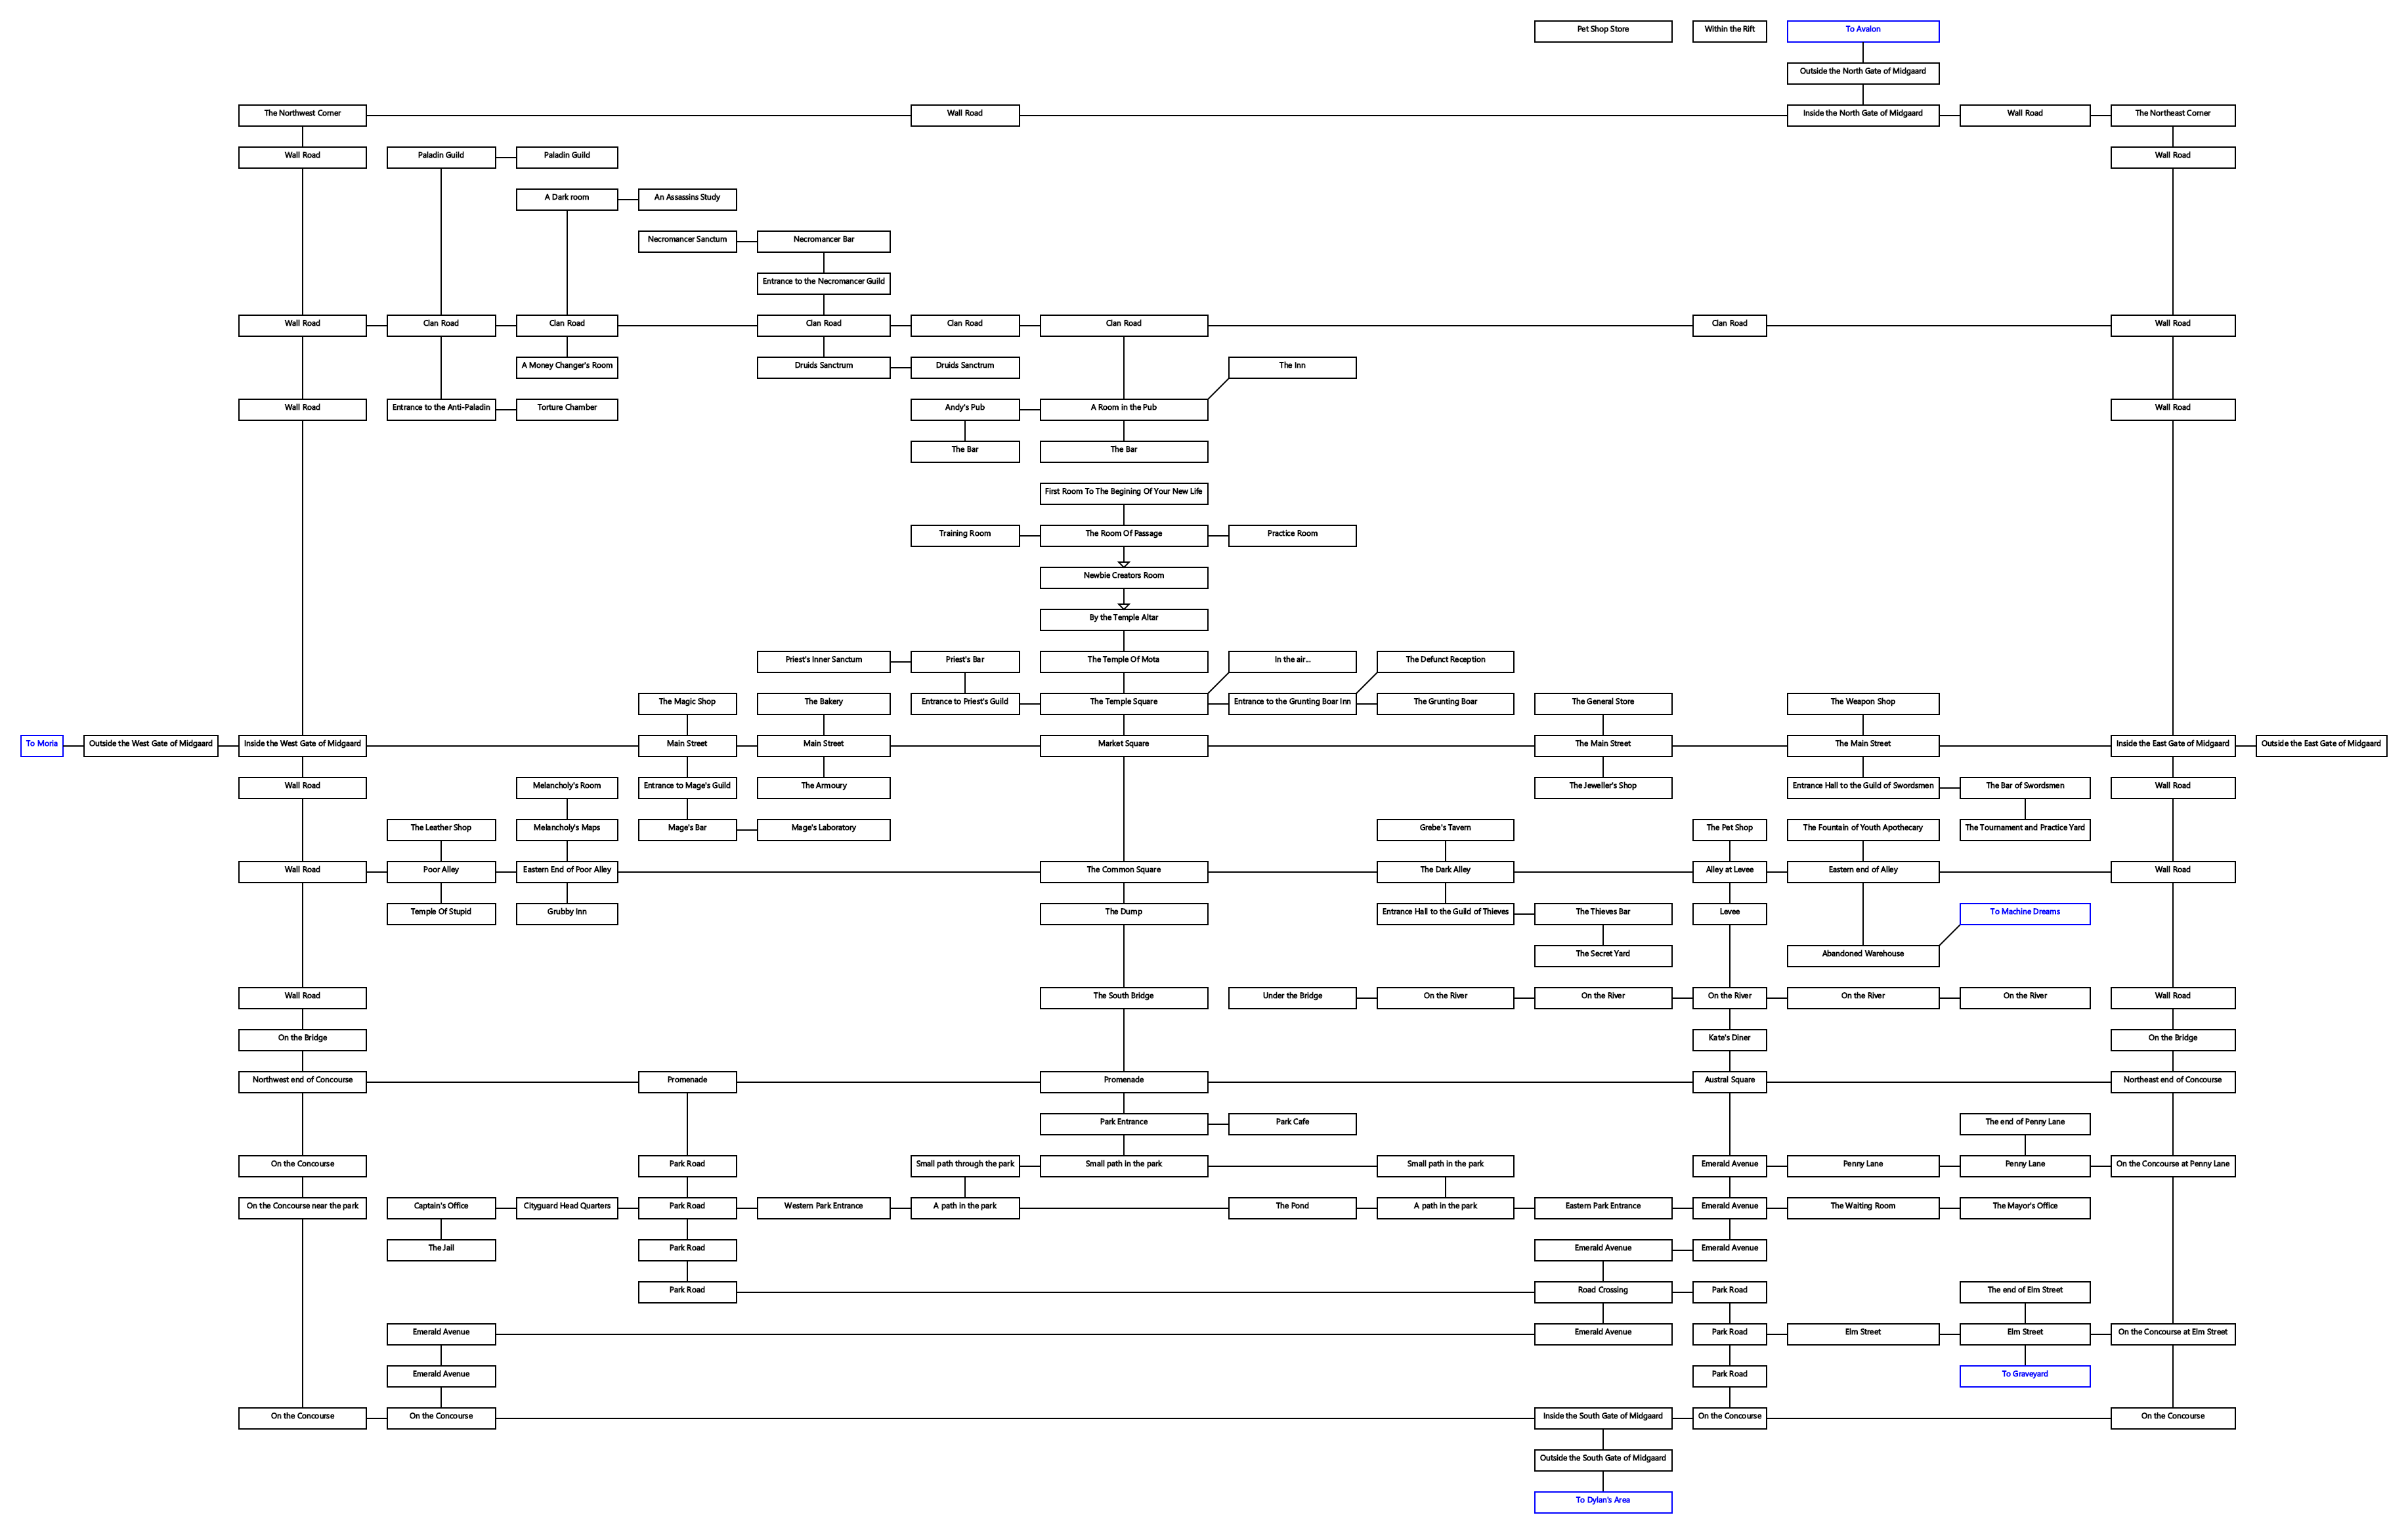 Pet Shop Store
Within the Rift
To Avalon
Outside the North Gate of Midgaard
The Northwest Corner
Wall Road
Inside the North Gate of Midgaard
Wall Road
The Northeast Corner
Wall Road
Paladin Guild
Paladin Guild
Wall Road
A Dark room
An Assassins Study
Necromancer Sanctum
Necromancer Bar
Entrance to the Necromancer Guild
Wall Road
Clan Road
Clan Road
Clan Road
Clan Road
Clan Road
Clan Road
Wall Road
A Money Changer's Room
Druids Sanctrum
Druids Sanctrum
The Inn
Wall Road
Entrance to the Anti-Paladin
Torture Chamber
Andy's Pub
A Room in the Pub
Wall Road
The Bar
The Bar
First Room To The Begining Of Your New Life
Training Room
The Room Of Passage
Practice Room
Newbie Creators Room
By the Temple Altar
Priest's Inner Sanctum
Priest's Bar
The Temple Of Mota
In the air...
The Defunct Reception
The Magic Shop
The Bakery
Entrance to Priest's Guild
The Temple Square
Entrance to the Grunting Boar Inn
The Grunting Boar
The General Store
The Weapon Shop
To Moria
Outside the West Gate of Midgaard
Inside the West Gate of Midgaard
Main Street
Main Street
Market Square
The Main Street
The Main Street
Inside the East Gate of Midgaard
Outside the East Gate of Midgaard
Wall Road
Melancholy's Room
Entrance to Mage's Guild
The Armoury
The Jeweller's Shop
Entrance Hall to the Guild of Swordsmen
The Bar of Swordsmen
Wall Road
The Leather Shop
Melancholy's Maps
Mage's Bar
Mage's Laboratory
Grebe's Tavern
The Pet Shop
The Fountain of Youth Apothecary
The Tournament and Practice Yard
Wall Road
Poor Alley
Eastern End of Poor Alley
The Common Square
The Dark Alley
Alley at Levee
Eastern end of Alley
Wall Road
Temple Of Stupid
Grubby Inn
The Dump
Entrance Hall to the Guild of Thieves
The Thieves Bar
Levee
To Machine Dreams
The Secret Yard
Abandoned Warehouse
Wall Road
The South Bridge
Under the Bridge
On the River
On the River
On the River
On the River
On the River
Wall Road
On the Bridge
Kate's Diner
On the Bridge
Northwest end of Concourse
Promenade
Promenade
Austral Square
Northeast end of Concourse
Park Entrance
Park Cafe
The end of Penny Lane
On the Concourse
Park Road
Small path through the park
Small path in the park
Small path in the park
Emerald Avenue
Penny Lane
Penny Lane
On the Concourse at Penny Lane
On the Concourse near the park
Captain's Office
Cityguard Head Quarters
Park Road
Western Park Entrance
A path in the park
The Pond
A path in the park
Eastern Park Entrance
Emerald Avenue
The Waiting Room
The Mayor's Office
The Jail
Park Road
Emerald Avenue
Emerald Avenue
Park Road
Road Crossing
Park Road
The end of Elm Street
Emerald Avenue
Emerald Avenue
Park Road
Elm Street
Elm Street
On the Concourse at Elm Street
Emerald Avenue
Park Road
To Graveyard
On the Concourse
On the Concourse
Inside the South Gate of Midgaard
On the Concourse
On the Concourse
Outside the South Gate of Midgaard
To Dylan's Area